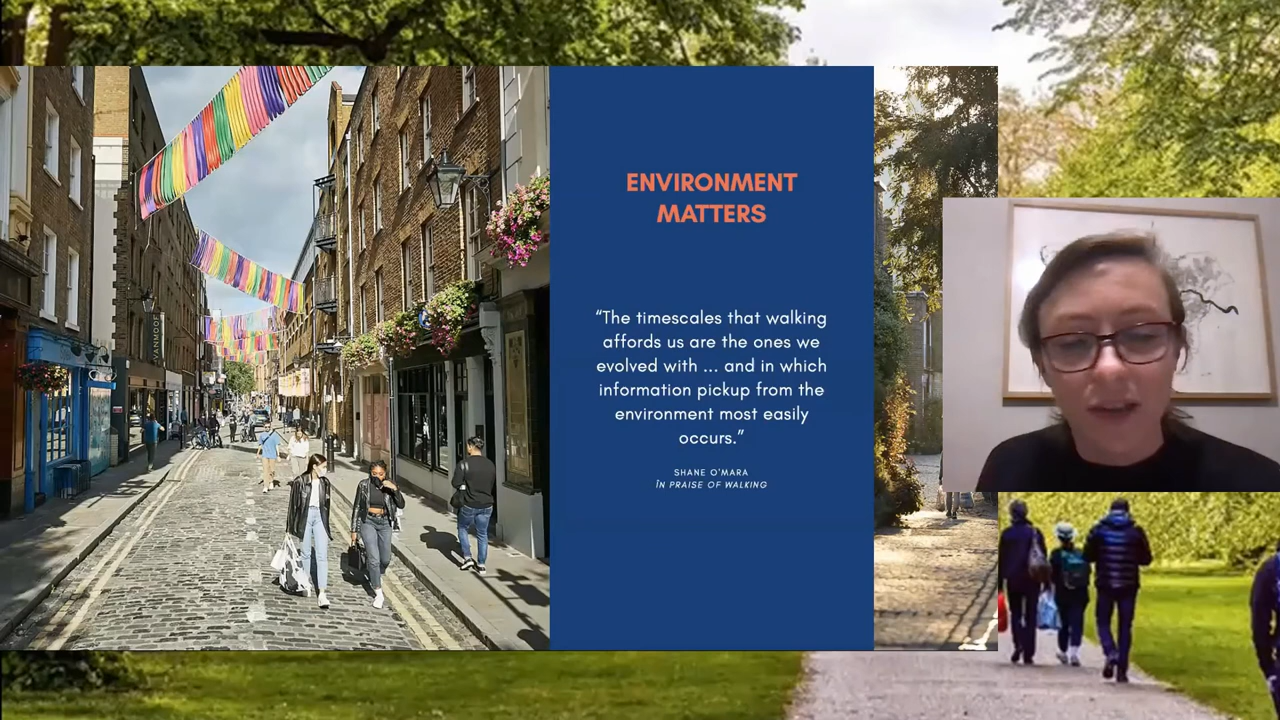 VANMOOF
ENVIRONMENT
MATTERS
“The timescales that walking
affords us are the ones we
evolved with ... and in which
information pickup from the
environment most easily
occurs.”
SHANE O'MARA
IN PRAISE OF WALKING